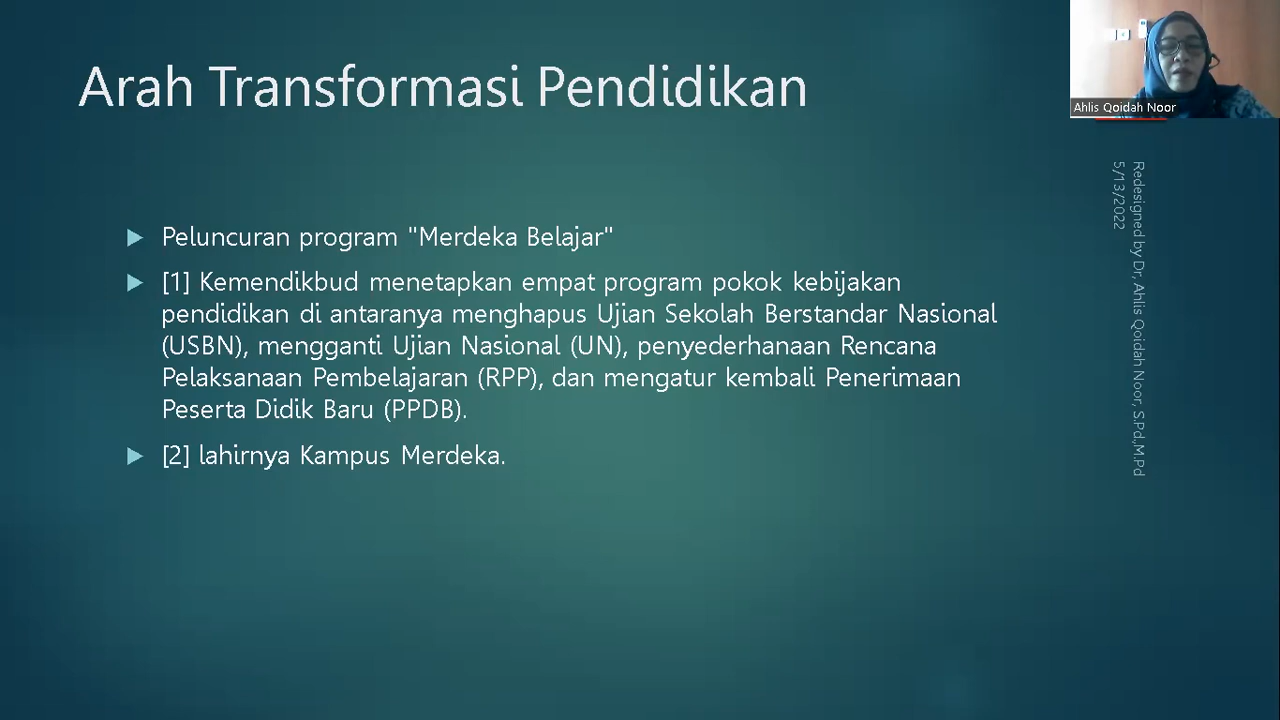 Arah Transformasi Pendidikan
Ahlis Qoidah Noor
Peluncuran program "Merdeka Belajar"
[1] Kemendikbud menetapkan empat program pokok kebijakan
pendidikan di antaranya menghapus Ujian Sekolah Berstandar Nasional
(USBN), mengganti Ujian Nasional (UN), penyederhanaan Rencana
Pelaksanaan Pembelajaran (RPP), dan mengatur kembali Penerimaan
Peserta Didik Baru (PPDB).
[2] lahirnya Kampus Merdeka.
Redesigned by Dr, Ahlis Qoidah Noor, S.Pd.,M.Pd
5/13/2022